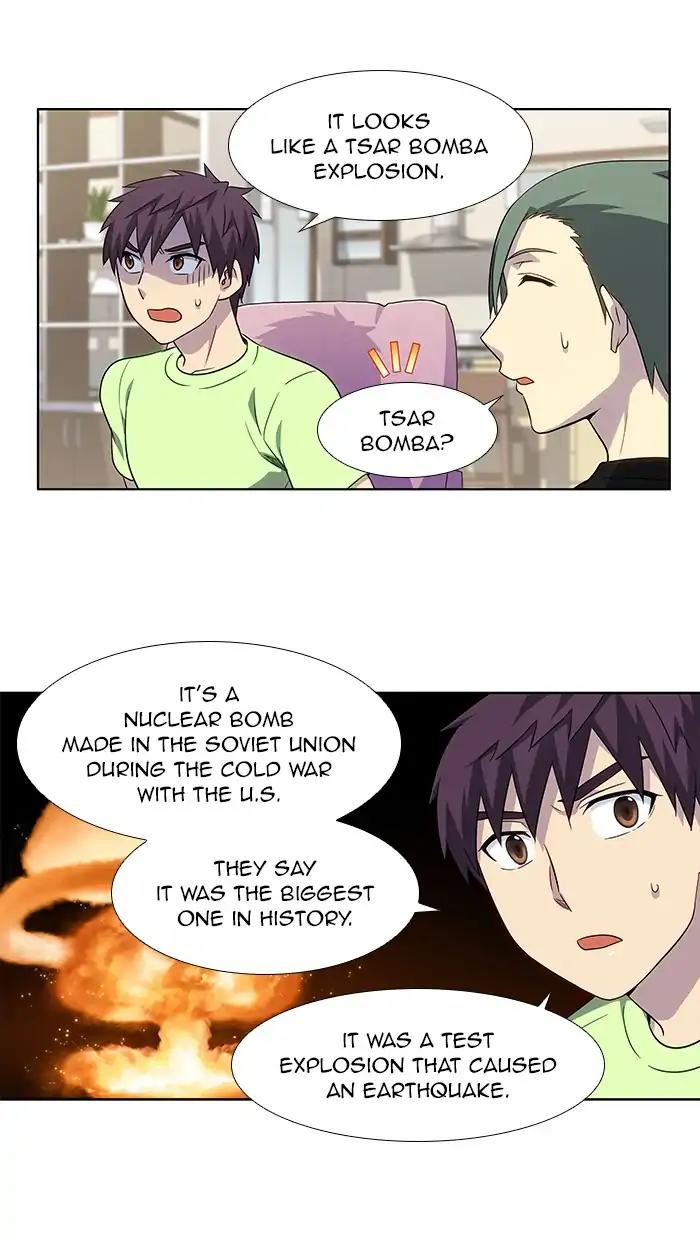 IT LOOKS
LIKE A TSAR BOMBA
EXPLOSION.
TSAR
BOMBA?
IT'S A
NUCLEAR BOMB
MADE IN THE SOVIET UNION
DURING THE COLD WAR
WITH THE U.S.
THEY SAY
IT WAS THE BIGGEST
ONE IN HISTORY.
IT WAS A TEST
EXPLOSION THAT CAUSED
AN EARTHQUAKE.